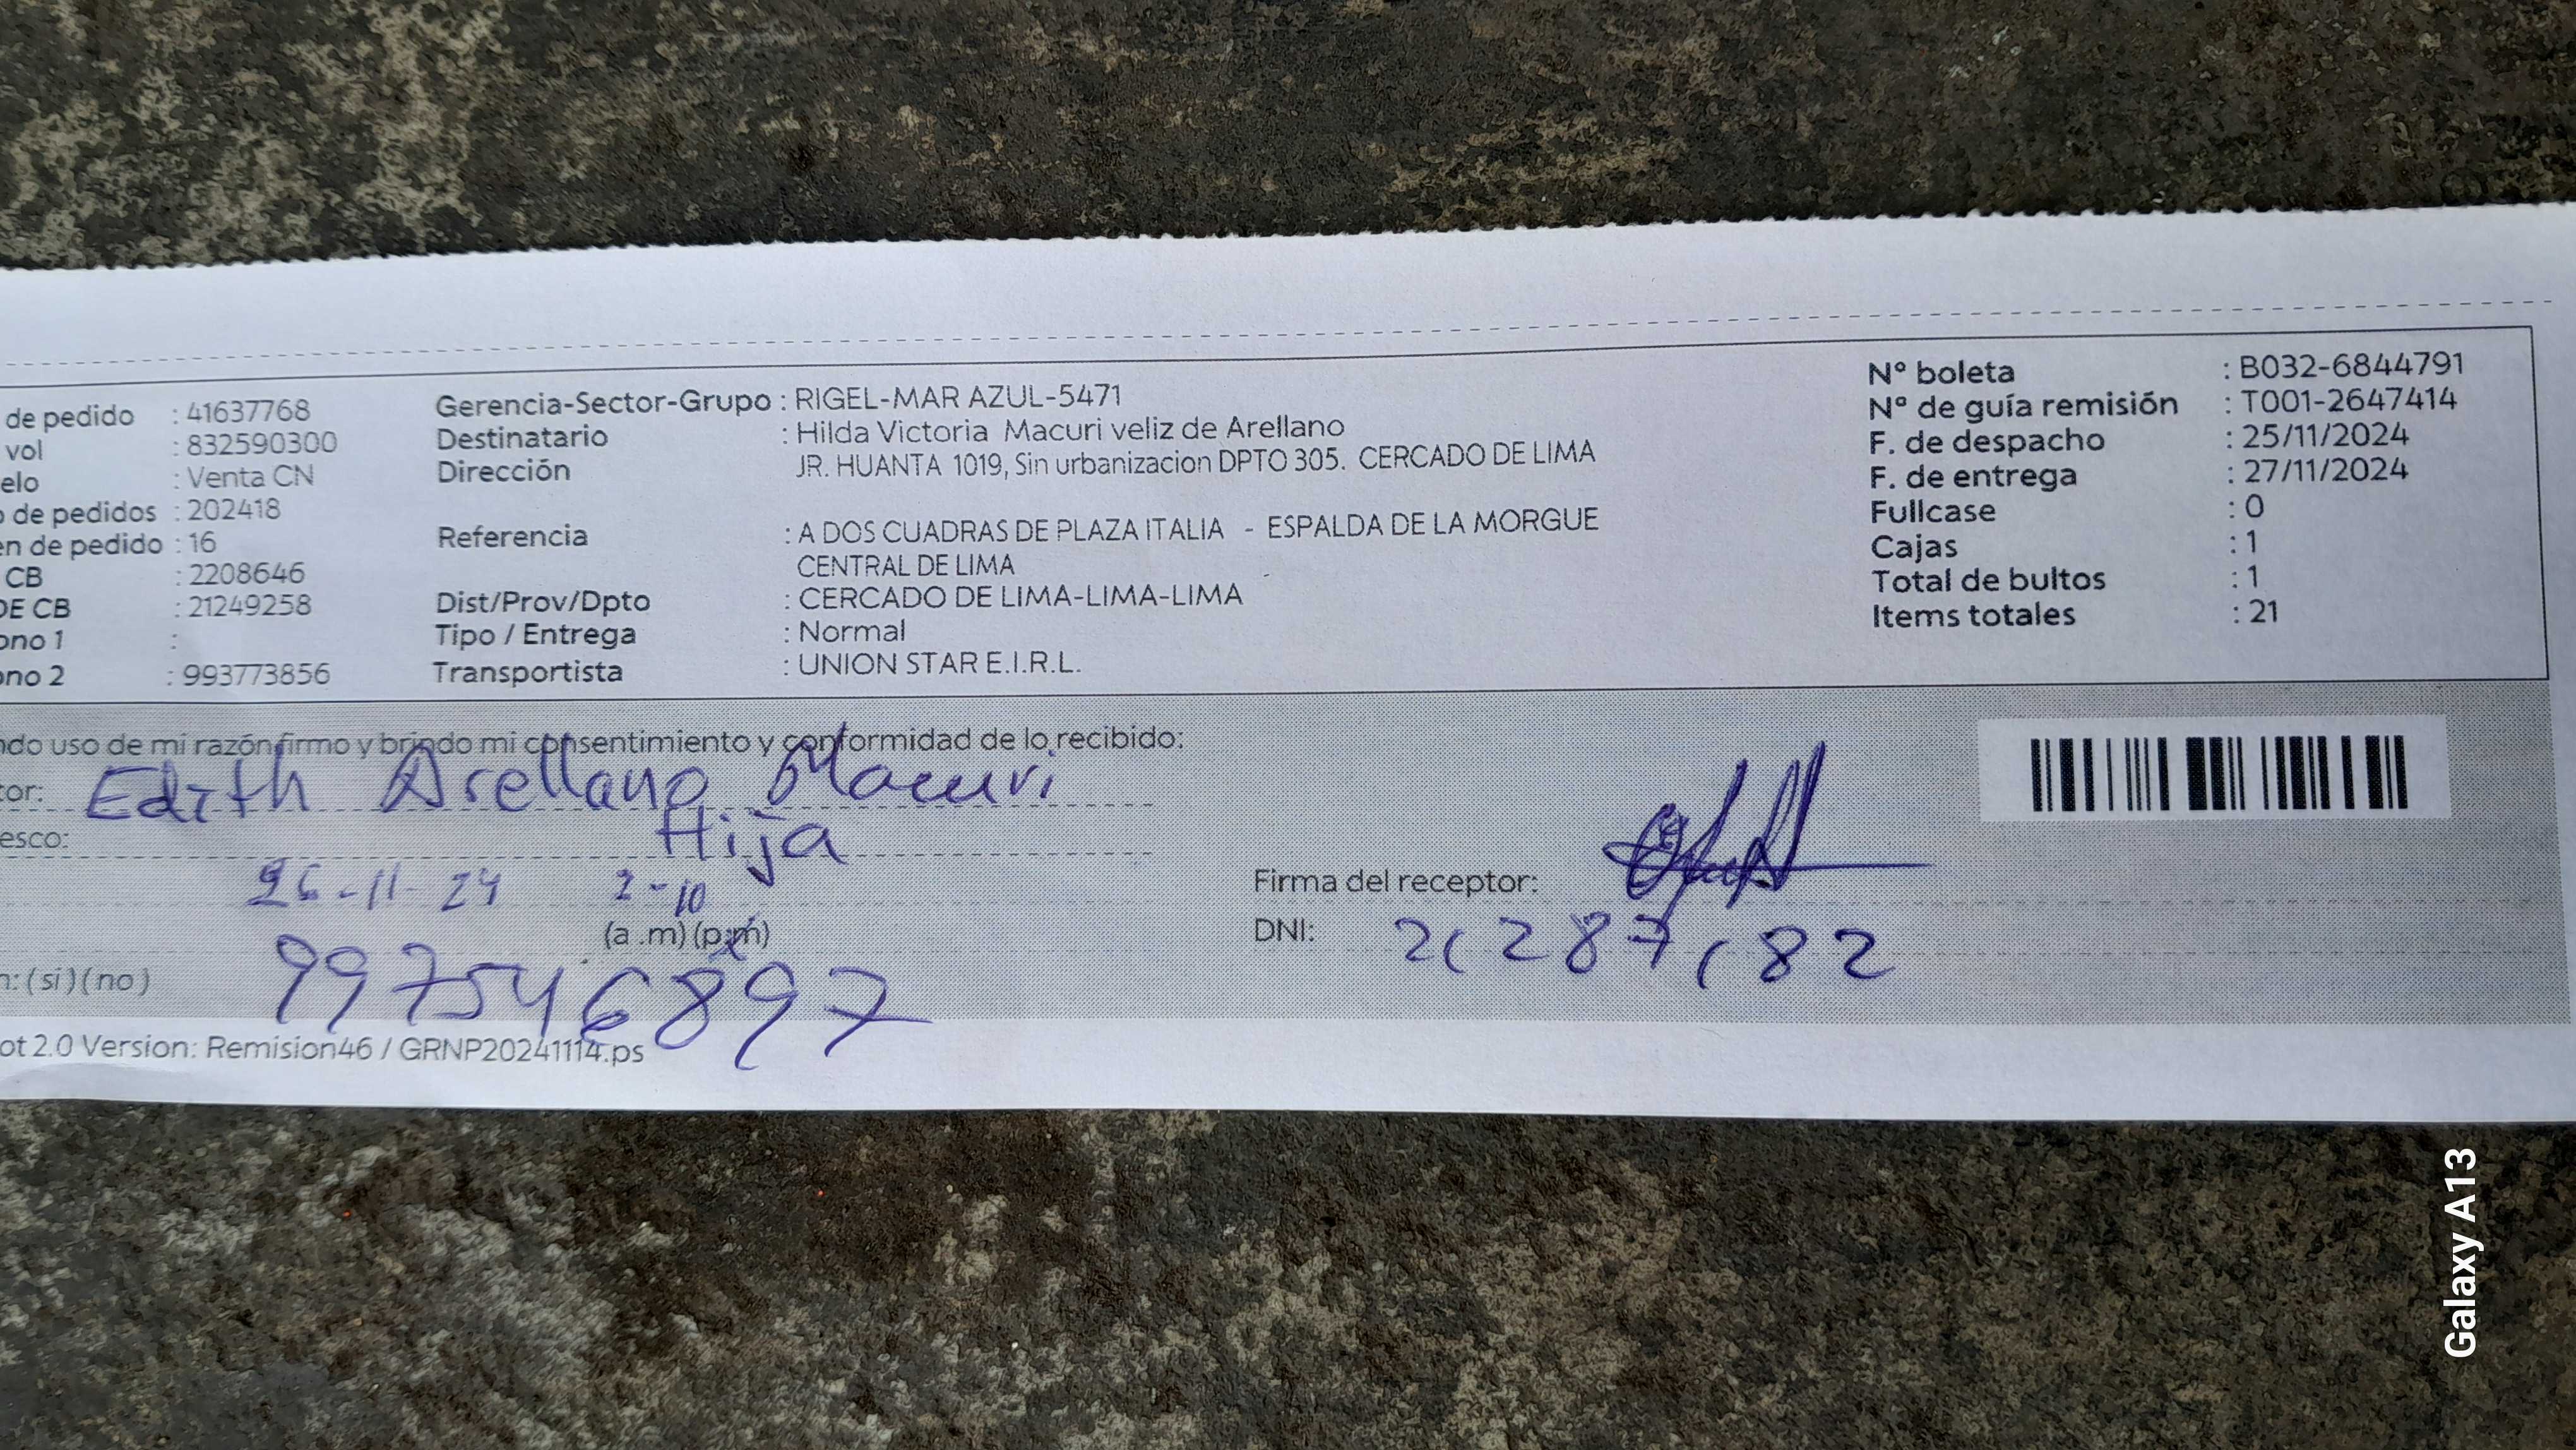 de pedido : 41637768
vol : 832590300
elo : Venta CN
o de pedidos : 202418
en de pedido : 16
CB : 2208646
DE CB : 21249258
ono 1 :
ono 2 : 993773856
Gerencia-Sector-Grupo : RIGEL-MAR AZUL-5471
Destinatario : Hilda Victoria Macuri veliz de Arellano
Dirección JR. HUANTA 1019, Sin urbanizacion DPTO 305. CERCADO DE LIMA
Referencia : A DOS CUADRAS DE PLAZA ITALIA - ESPALDA DE LA MORGUE
CENTRAL DE LIMA
Dist/Prov/Dpto : CERCADO DE LIMA-LIMA-LIMA
Tipo / Entrega : Normal
Transportista : UNION STAR E.I.R.L.
Nº boleta : B032-6844791
Nº de guía remisión : T001-2647414
F. de despacho : 25/11/2024
F. de entrega : 27/11/2024
Fullcase : 0
Cajas : 1
Total de bultos : 1
Items totales : 21
ndo uso de mi razón firmo y brindo mi consentimiento y conformidad de lo recibido:
tor: Edith Arellano Macuri
esco: Hija
26-11-24 2-10
(a .m) (p.m)
n: (si) (no) 997546897
Firma del receptor:
DNI: 21287182
ot 2.0 Version: Remision46 / GRNP20241114.ps
Galaxy A13